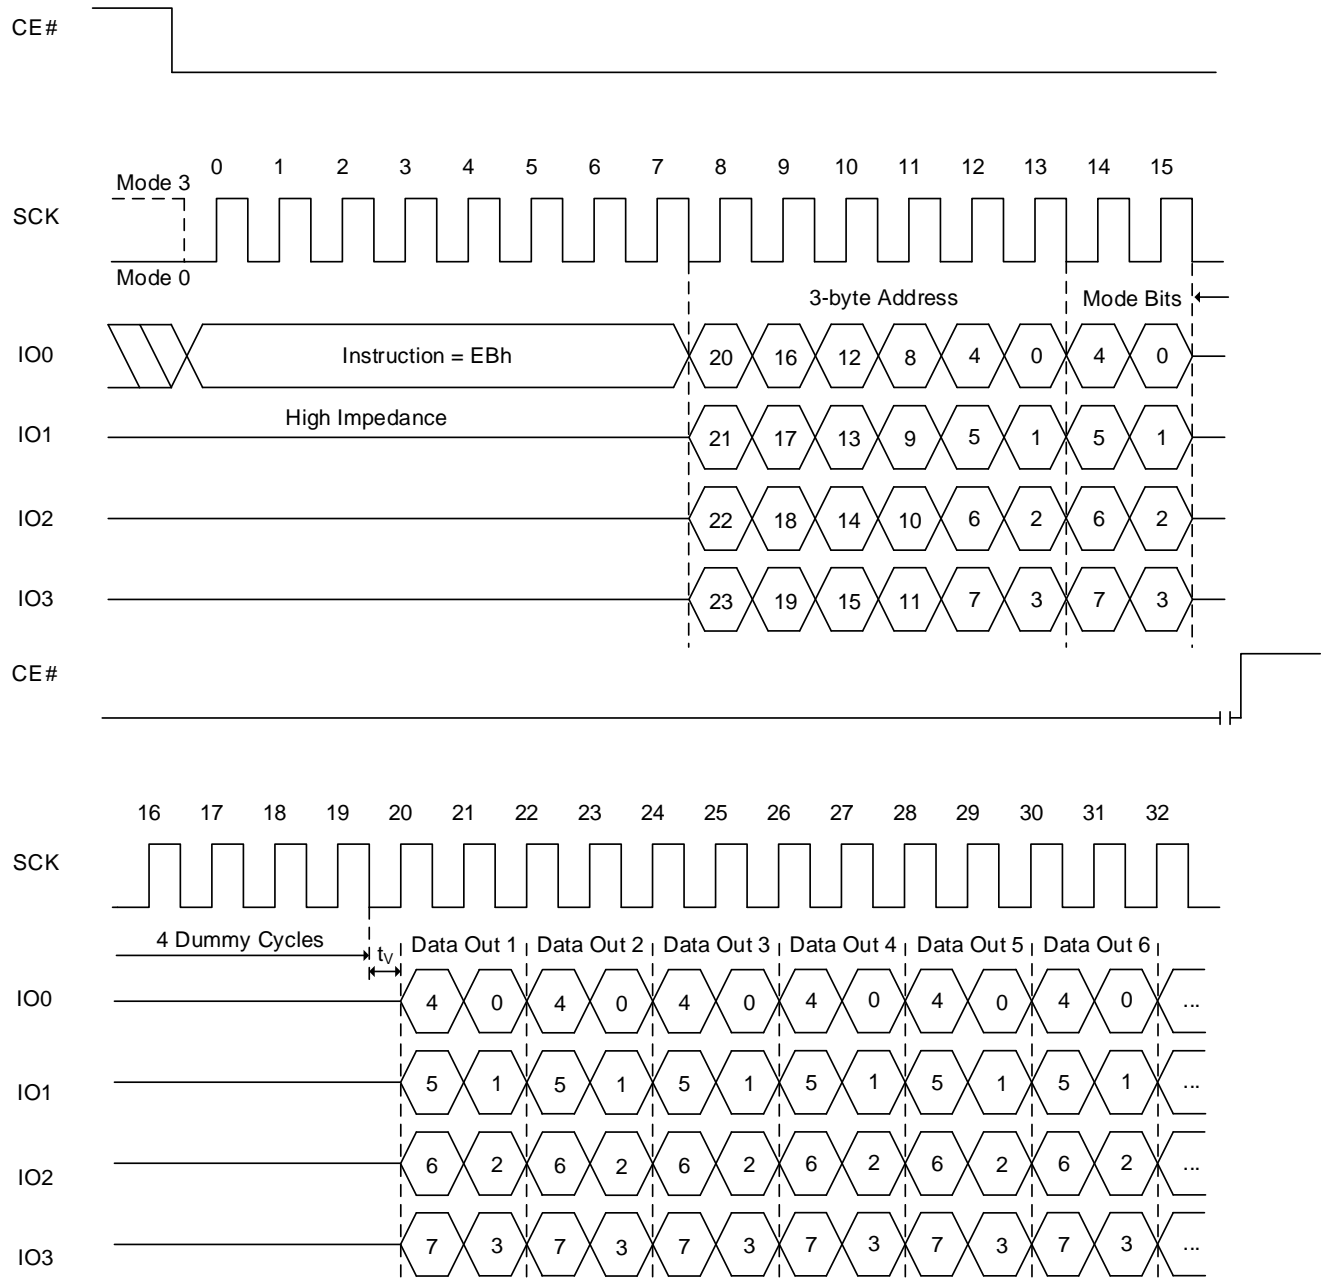 CE#
0 1 2 3 4 5 6 7 8 9 10 11 12 13 14 15
Mode 3
SCK
Mode 0
3-byte Address Mode Bits
IO0 Instruction = EBh 20 16 12 8 4 0 4 0
High Impedance
IO1 21 17 13 9 5 1 5 1
IO2 22 18 14 10 6 2 6 2
IO3 23 19 15 11 7 3 7 3
CE#
16 17 18 19 20 21 22 23 24 25 26 27 28 29 30 31 32
SCK
4 Dummy Cycles tV Data Out 1 Data Out 2 Data Out 3 Data Out 4 Data Out 5 Data Out 6
IO0 4 0 4 0 4 0 4 0 4 0 4 0 ...
IO1 5 1 5 1 5 1 5 1 5 1 5 1 ...
IO2 6 2 6 2 6 2 6 2 6 2 6 2 ...
IO3 7 3 7 3 7 3 7 3 7 3 7 3 ...